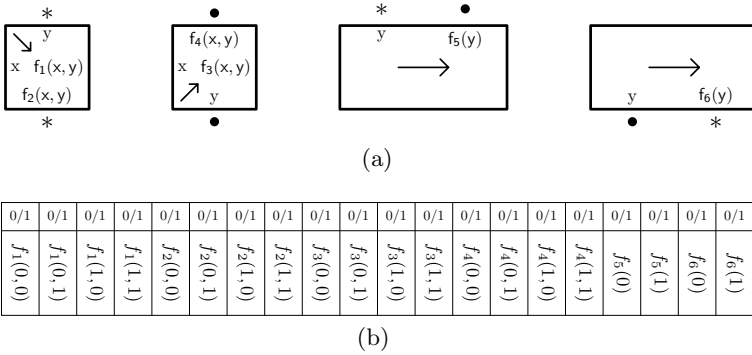 * • * •
y f₄(x, y) y f₅(y)
x f₁(x, y) x f₃(x, y)
f₂(x, y) y y f₆(y)
* • • *
(a)
0/1 0/1 0/1 0/1 0/1 0/1 0/1 0/1 0/1 0/1 0/1 0/1 0/1 0/1 0/1 0/1 0/1 0/1 0/1 0/1
f₁(0,0) f₁(0,1) f₁(1,0) f₁(1,1) f₂(0,0) f₂(0,1) f₂(1,0) f₂(1,1) f₃(0,0) f₃(0,1) f₃(1,0) f₃(1,1) f₄(0,0) f₄(0,1) f₄(1,0) f₄(1,1) f₅(0) f₅(1) f₆(0) f₆(1)
(b)